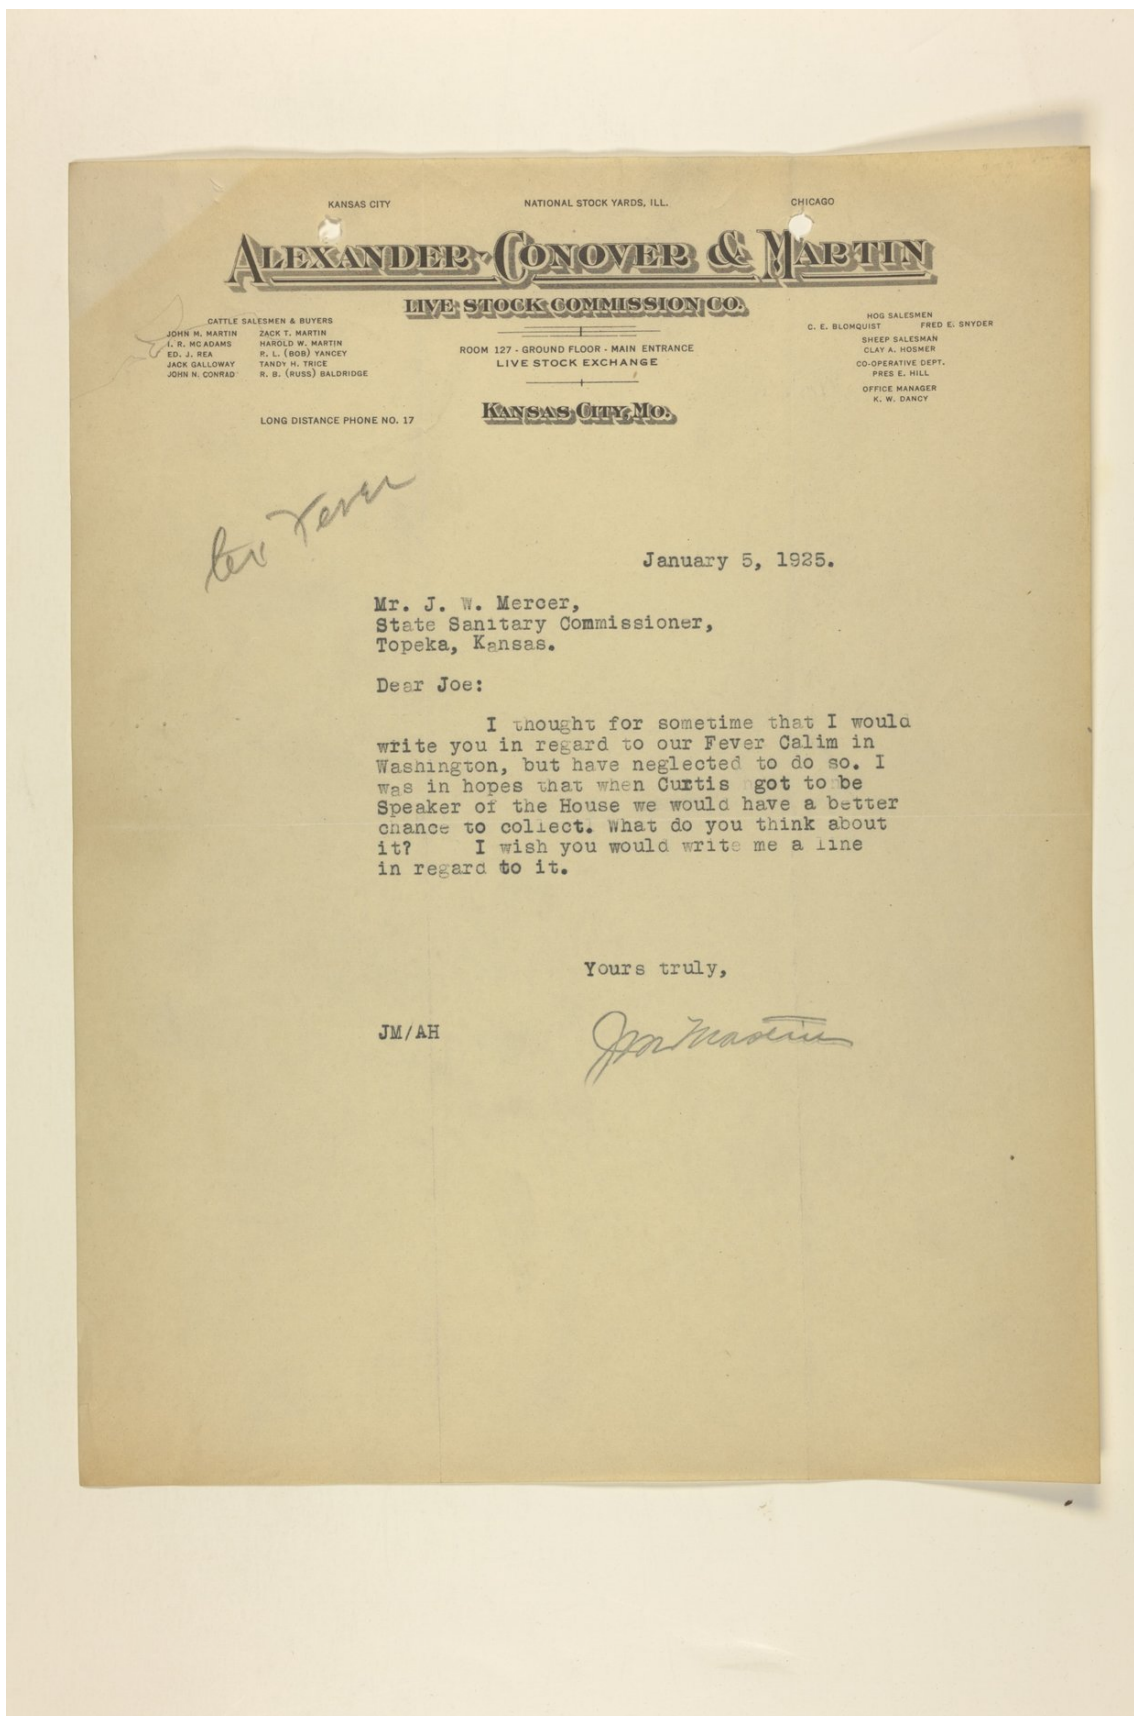 KANSAS CITY NATIONAL STOCK YARDS, ILL. CHICAGO
ALEXANDER-CONOVER & MARTIN
LIVE STOCK COMMISSION CO.
CATTLE SALESMEN & BUYERS
JOHN M. MARTIN ZACK T. MARTIN
I. R. MCADAMS HAROLD W. MARTIN
ED. J. REA R. L. (BOB) YANCEY
JACK GALLOWAY TANDY H. TRICE
JOHN N. CONRAD R. B. (RUSS) BALDRIDGE
LONG DISTANCE PHONE NO. 17
ROOM 127 - GROUND FLOOR - MAIN ENTRANCE
LIVE STOCK EXCHANGE
KANSAS CITY, MO.
HOG SALESMEN
C. E. BLOMQUIST FRED E. SNYDER
SHEEP SALESMAN
CLAY A. HOSMER
CO-OPERATIVE DEPT.
PRES E. HILL
OFFICE MANAGER
K. W. DANCY
Fever
January 5, 1925.
Mr. J. W. Mercer,
State Sanitary Commissioner,
Topeka, Kansas.
Dear Joe:
I thought for sometime that I would
write you in regard to our Fever Calim in
Washington, but have neglected to do so. I
was in hopes that when Curtis got to be
Speaker of the House we would have a better
chance to collect. What do you think about
it? I wish you would write me a line
in regard to it.
Yours truly,
JM/AH
Jno Martin